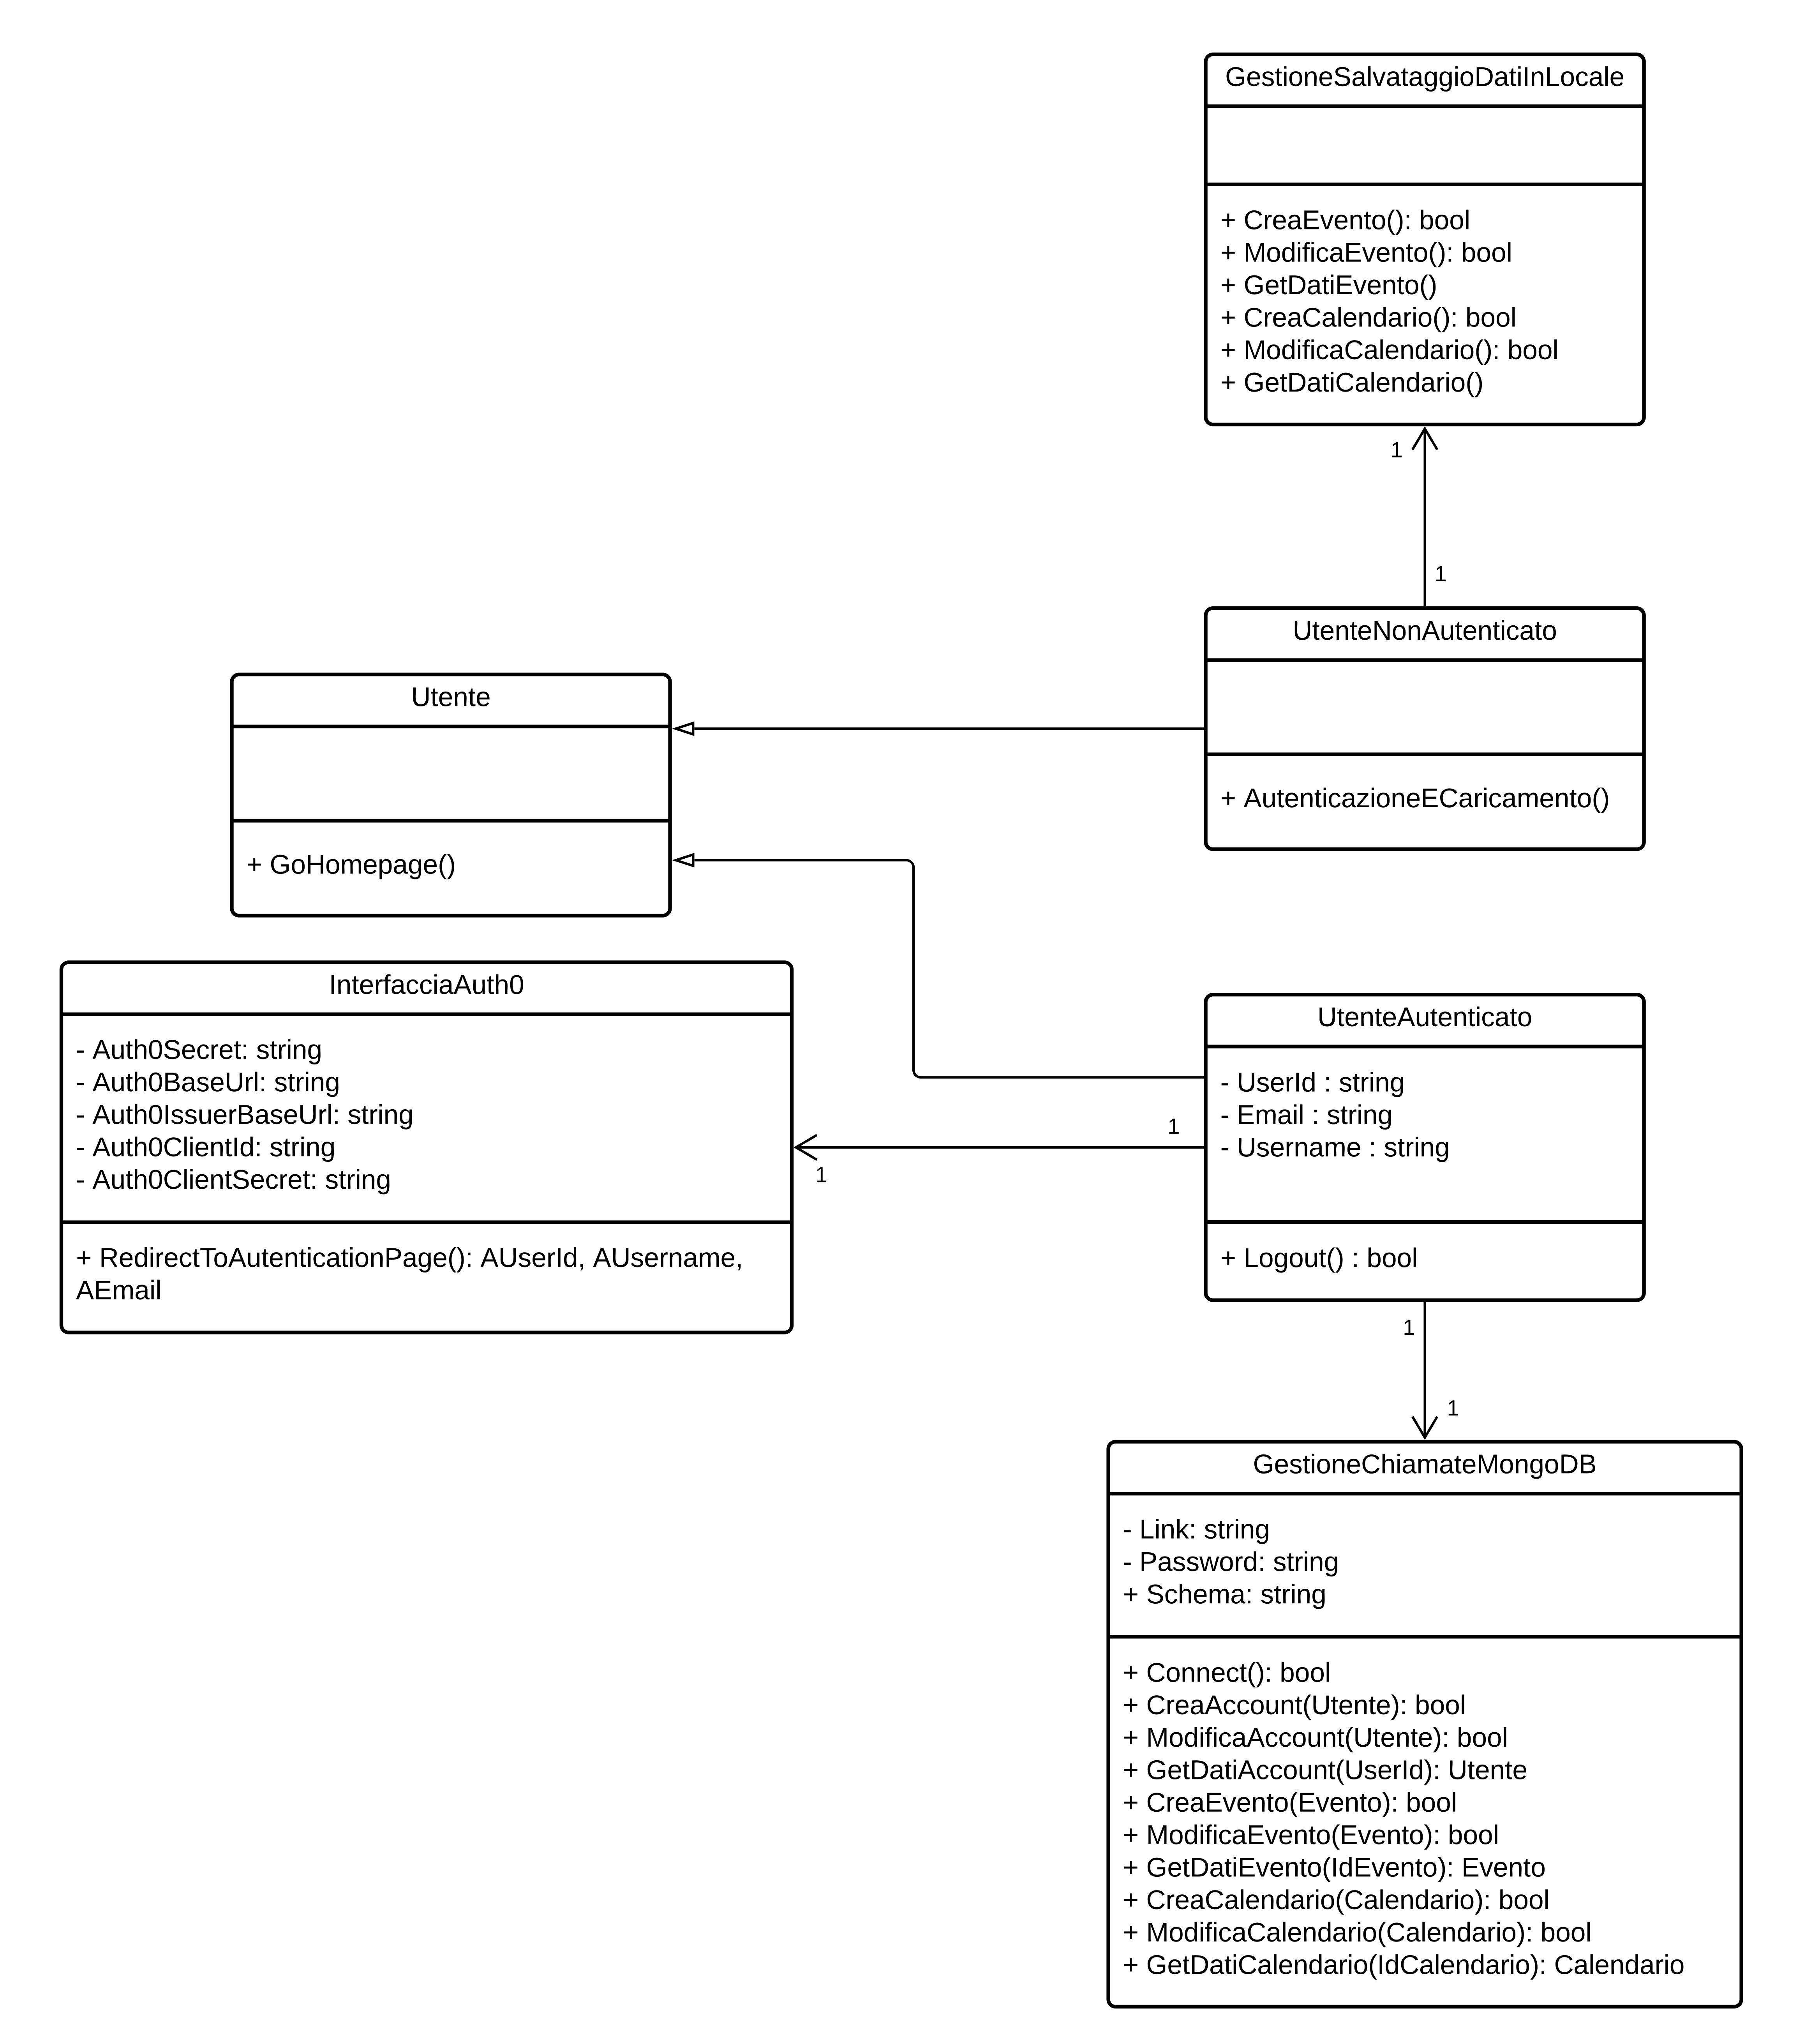 GestioneSalvataggioDatiInLocale
+ CreaEvento(): bool
+ ModificaEvento(): bool
+ GetDatiEvento()
+ CreaCalendario(): bool
+ ModificaCalendario(): bool
+ GetDatiCalendario()
1
1
UtenteNonAutenticato
+ AutenticazioneECaricamento()
Utente
+ GoHomepage()
InterfacciaAuth0
- Auth0Secret: string
- Auth0BaseUrl: string
- Auth0IssuerBaseUrl: string
- Auth0ClientId: string
- Auth0ClientSecret: string
+ RedirectToAutenticationPage(): AUserId, AUsername,
AEmail
1
1
UtenteAutenticato
- UserId : string
- Email : string
- Username : string
+ Logout() : bool
1
1
GestioneChiamateMongoDB
- Link: string
- Password: string
+ Schema: string
+ Connect(): bool
+ CreaAccount(Utente): bool
+ ModificaAccount(Utente): bool
+ GetDatiAccount(UserId): Utente
+ CreaEvento(Evento): bool
+ ModificaEvento(Evento): bool
+ GetDatiEvento(IdEvento): Evento
+ CreaCalendario(Calendario): bool
+ ModificaCalendario(Calendario): bool
+ GetDatiCalendario(IdCalendario): Calendario